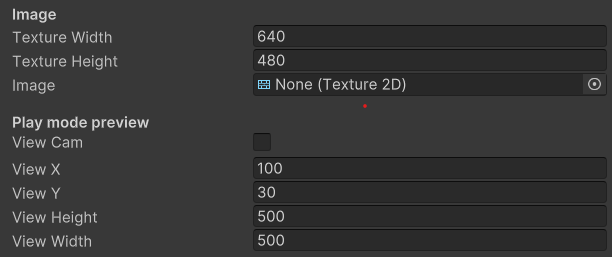 Image
Texture Width 640
Texture Height 480
Image None (Texture 2D)
Play mode preview
View Cam
View X 100
View Y 30
View Height 500
View Width 500